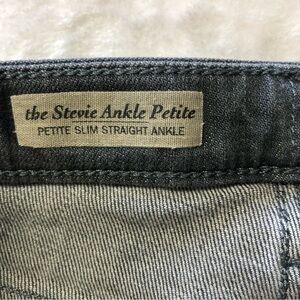 the Stevie Ankle Petite
PETITE SLIM STRAIGHT ANKLE